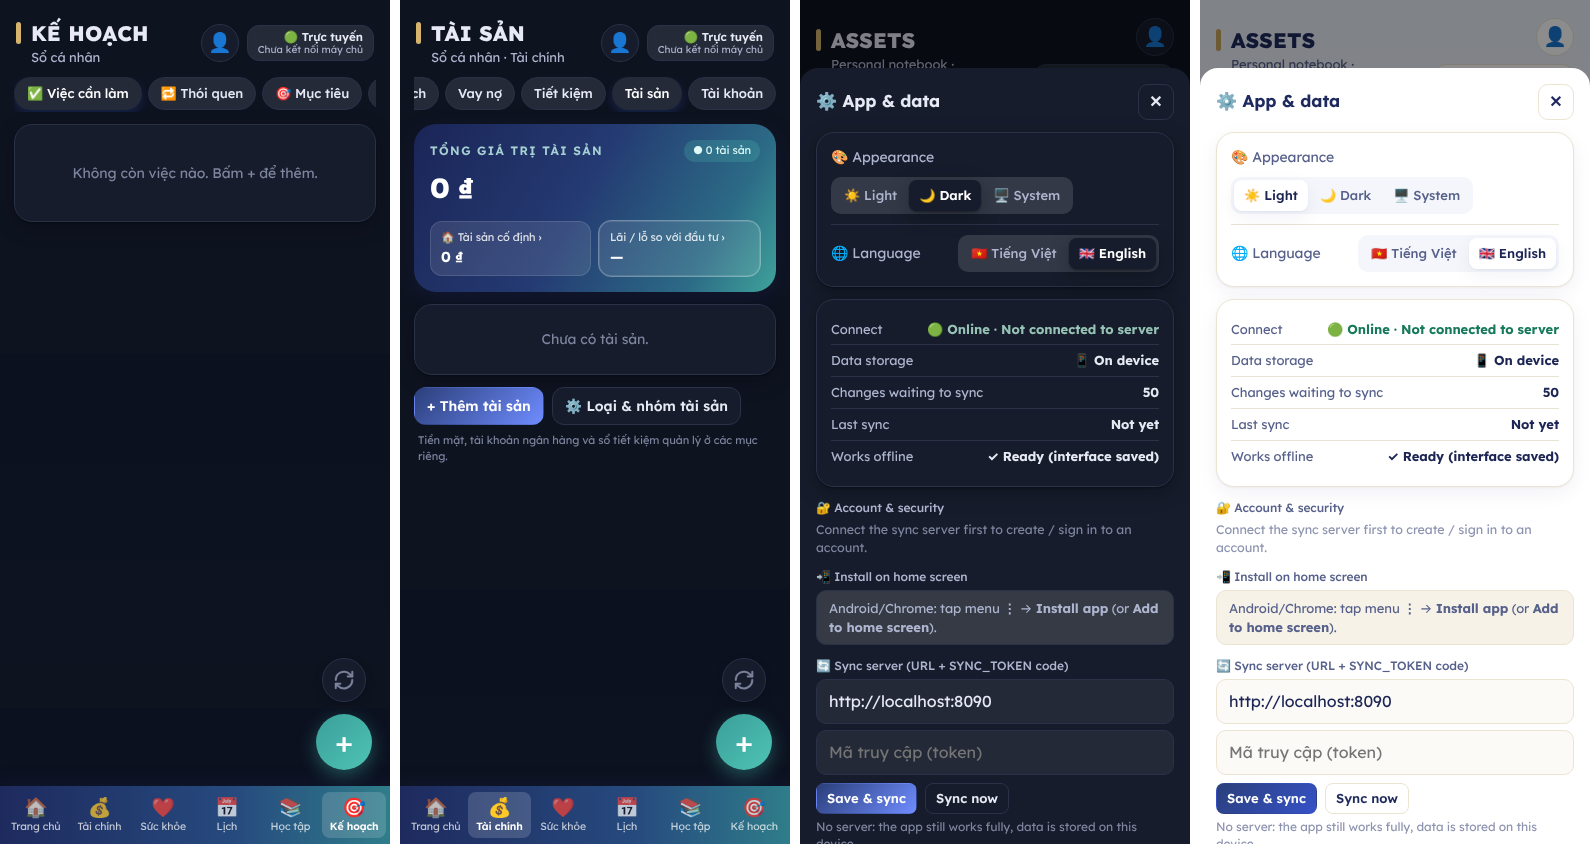 KẾ HOẠCH
Sổ cá nhân
Trực tuyến
Chưa kết nối máy chủ
Việc cần làm
Thói quen
Mục tiêu
Không còn việc nào. Bấm + để thêm.
+
Trang chủ
Tài chính
Sức khỏe
Lịch
Học tập
Kế hoạch
TÀI SẢN
Sổ cá nhân · Tài chính
Trực tuyến
Chưa kết nối máy chủ
ch
Vay nợ
Tiết kiệm
Tài sản
Tài khoản
TỔNG GIÁ TRỊ TÀI SẢN
0 tài sản
0 ₫
Tài sản cố định ›
0 ₫
Lãi / lỗ so với đầu tư ›
—
Chưa có tài sản.
+ Thêm tài sản
Loại & nhóm tài sản
Tiền mặt, tài khoản ngân hàng và sổ tiết kiệm quản lý ở các mục
riêng.
+
Trang chủ
Tài chính
Sức khỏe
Lịch
Học tập
Kế hoạch
ASSETS
Personal notebook ·
App & data
✕
Appearance
Light
Dark
System
Language
Tiếng Việt
English
Connect
Online · Not connected to server
Data storage
On device
Changes waiting to sync
50
Last sync
Not yet
Works offline
✓ Ready (interface saved)
Account & security
Connect the sync server first to create / sign in to an
account.
Install on home screen
Android/Chrome: tap menu ⋮ → Install app (or Add
to home screen).
Sync server (URL + SYNC_TOKEN code)
http://localhost:8090
Mã truy cập (token)
Save & sync
Sync now
No server: the app still works fully, data is stored on this
device
ASSETS
Personal notebook ·
App & data
✕
Appearance
Light
Dark
System
Language
Tiếng Việt
English
Connect
Online · Not connected to server
Data storage
On device
Changes waiting to sync
50
Last sync
Not yet
Works offline
✓ Ready (interface saved)
Account & security
Connect the sync server first to create / sign in to an
account.
Install on home screen
Android/Chrome: tap menu ⋮ → Install app (or Add
to home screen).
Sync server (URL + SYNC_TOKEN code)
http://localhost:8090
Mã truy cập (token)
Save & sync
Sync now
No server: the app still works fully, data is stored on this
device